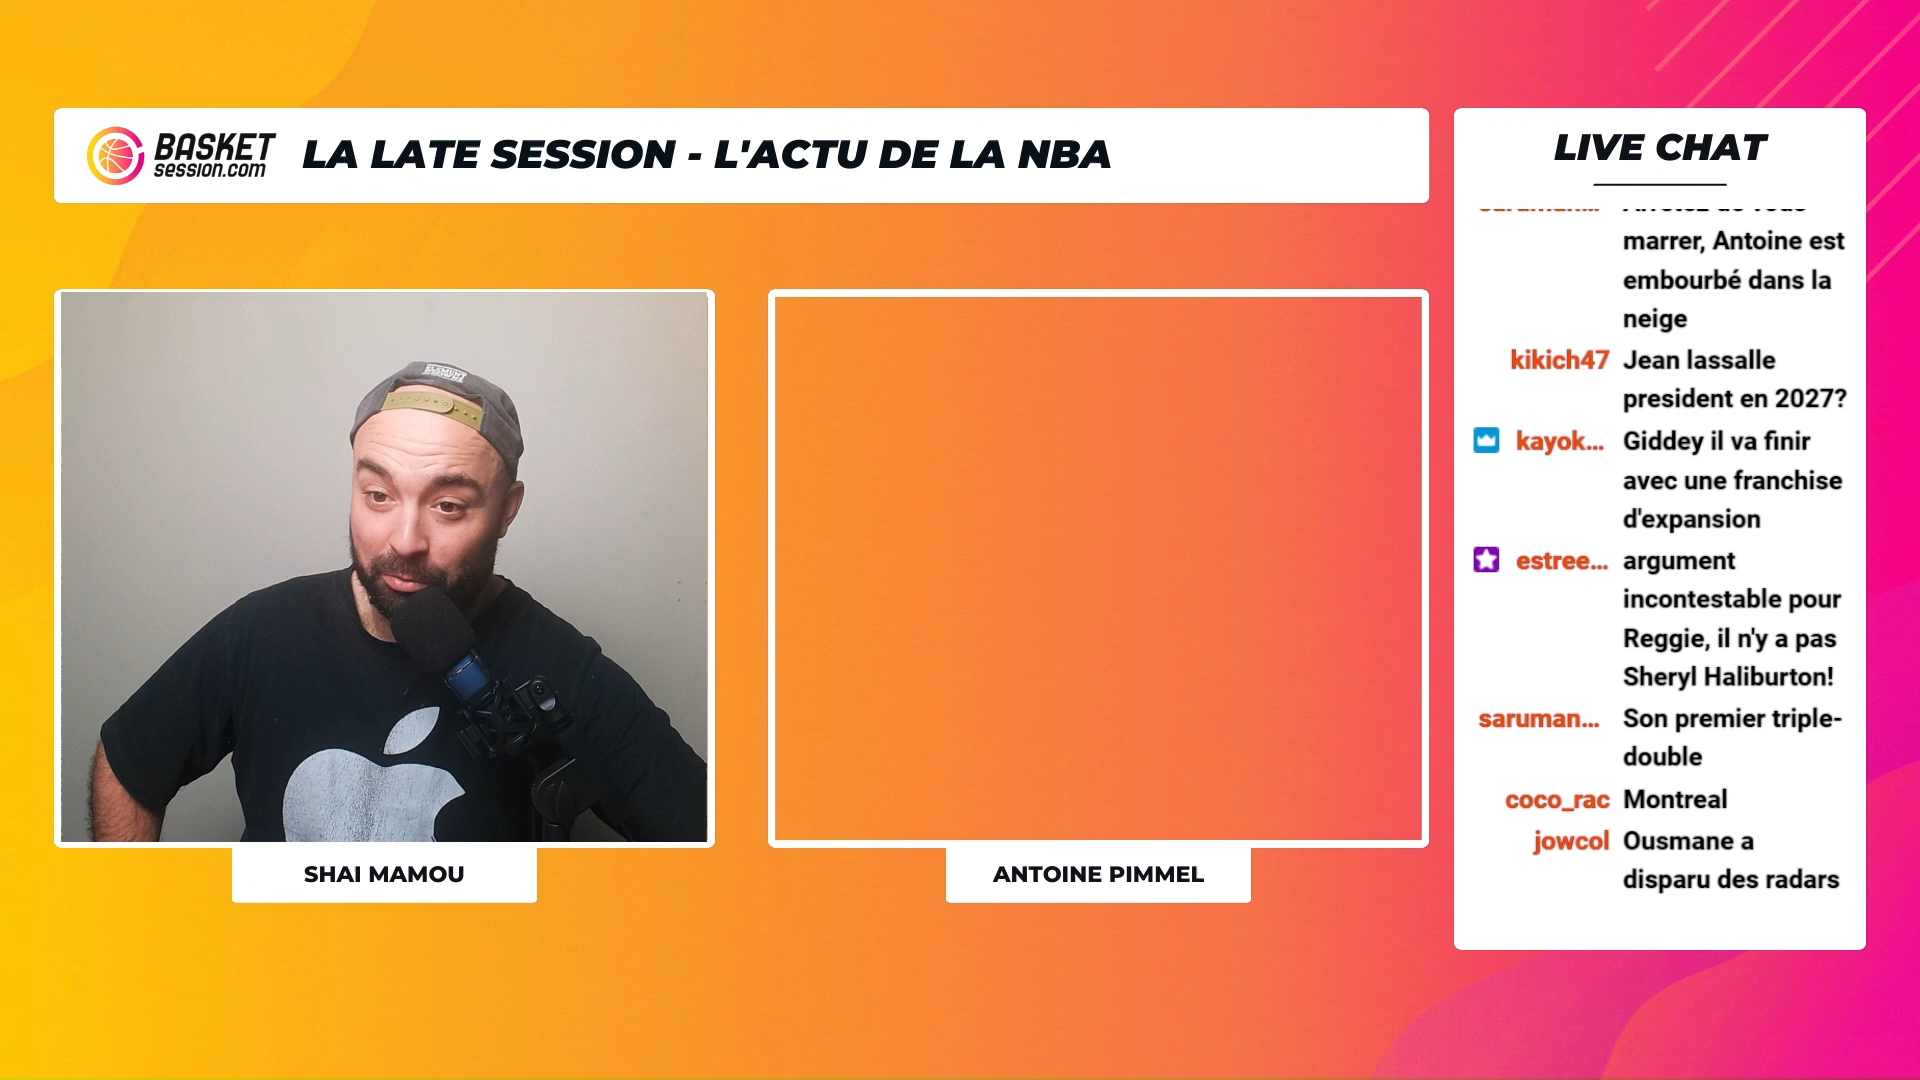 BASKET
SESSION.COM
LA LATE SESSION - L'ACTU DE LA NBA
ELEMENT
SHAI MAMOU
ANTOINE PIMMEL
LIVE CHAT
marrer, Antoine est
embourbé dans la
neige
kikich47 Jean lassalle
president en 2027?
kayok... Giddey il va finir
avec une franchise
d'expansion
estree... argument
incontestable pour
Reggie, il n'y a pas
Sheryl Haliburton!
saruman... Son premier triple-
double
coco_rac Montreal
jowcol Ousmane a
disparu des radars